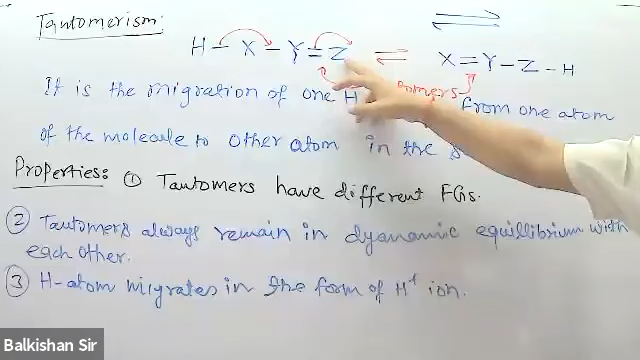 Tautomerism:
H - X - Y = Z ⇌ X = Y - Z - H
It is the migration of one H from one atom
of the molecule to other atom in the
Properties: ① Tautomers have different FGs.
② Tautomers always remain in dyanamic equillibrium with
each other.
③ H-atom migrates in the form of H⁺ ion.
Balkishan Sir